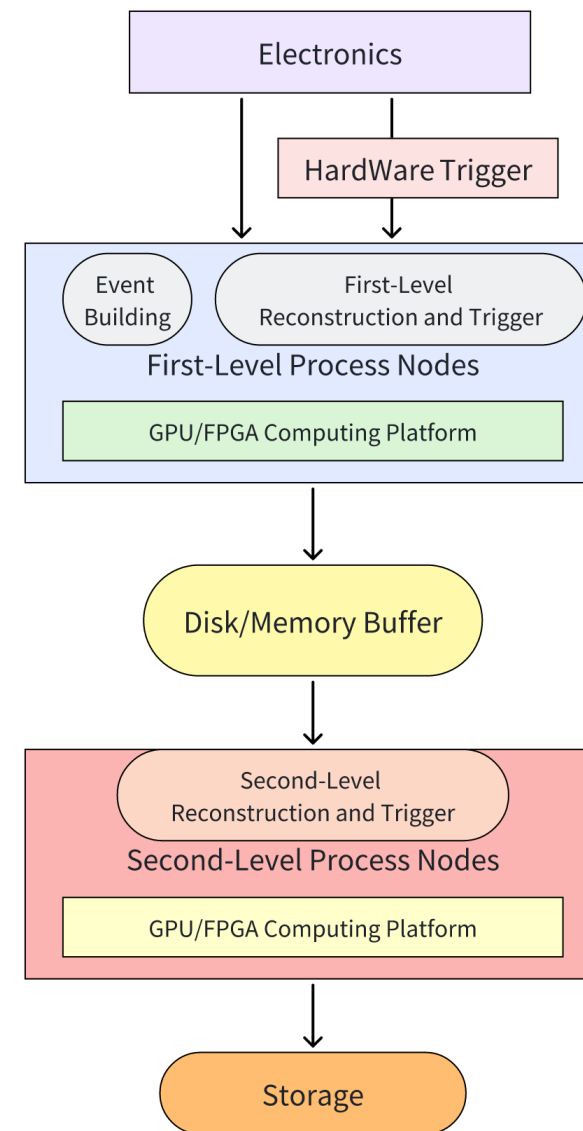 Electronics
HardWare Trigger
Event
Building
First-Level
Reconstruction and Trigger
First-Level Process Nodes
GPU/FPGA Computing Platform
Disk/Memory Buffer
Second-Level
Reconstruction and Trigger
Second-Level Process Nodes
GPU/FPGA Computing Platform
Storage